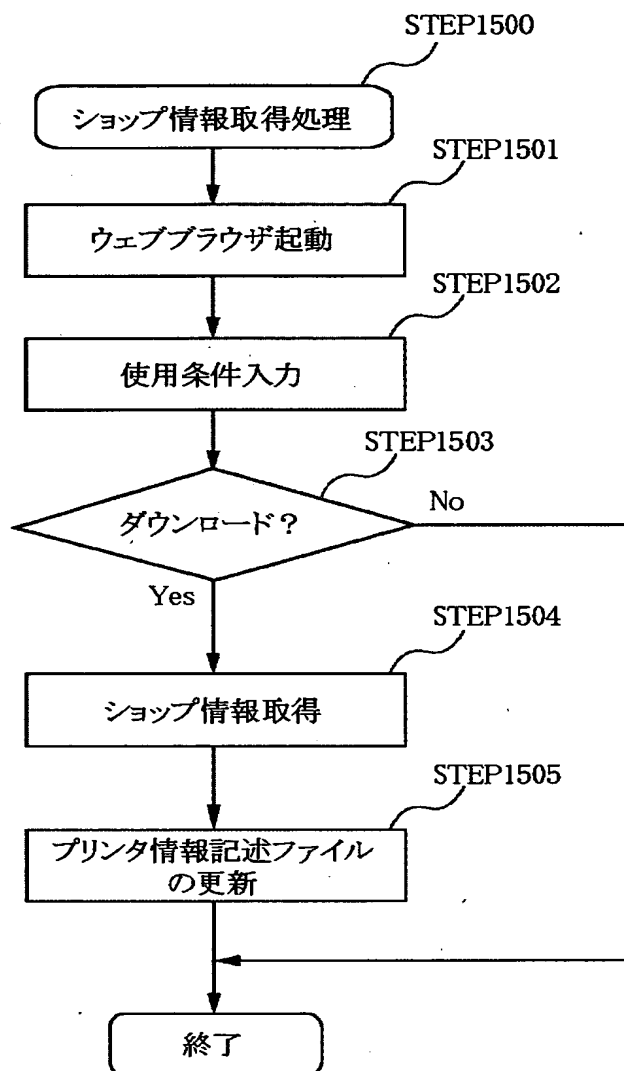 STEP1500
ショップ情報取得処理
STEP1501
ウェブブラウザ起動
STEP1502
使用条件入力
STEP1503
ダウンロード?
No
Yes
STEP1504
ショップ情報取得
STEP1505
プリンタ情報記述ファイル
の更新
終了